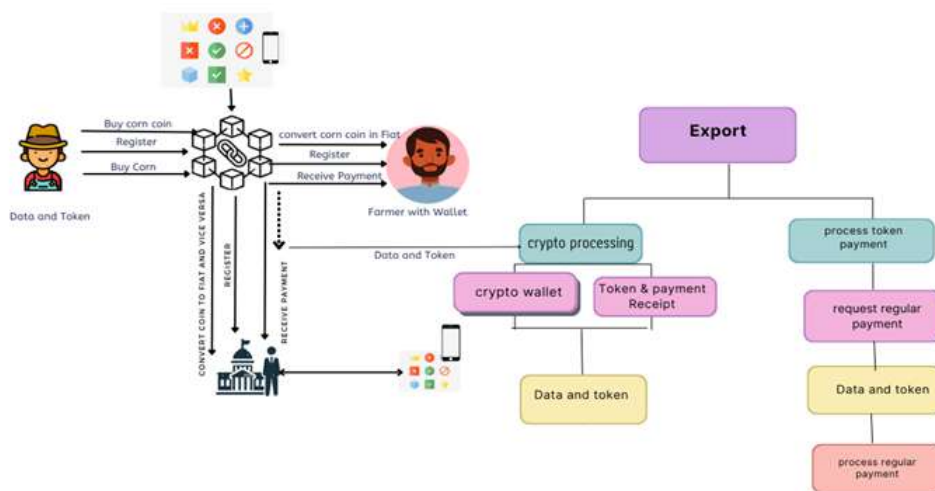 Buy corn coin
Register
Buy Corn
Data and Token
convert corn coin in Fiat
Register
Receive Payment
Farmer with Wallet
CONVERT COIN TO FIAT AND VICE VERSA
REGISTER
RECEIVE PAYMENT
Data and Token
Export
crypto processing
crypto wallet
Token & payment
Receipt
Data and token
process token
payment
request regular
payment
Data and token
process regular
payment